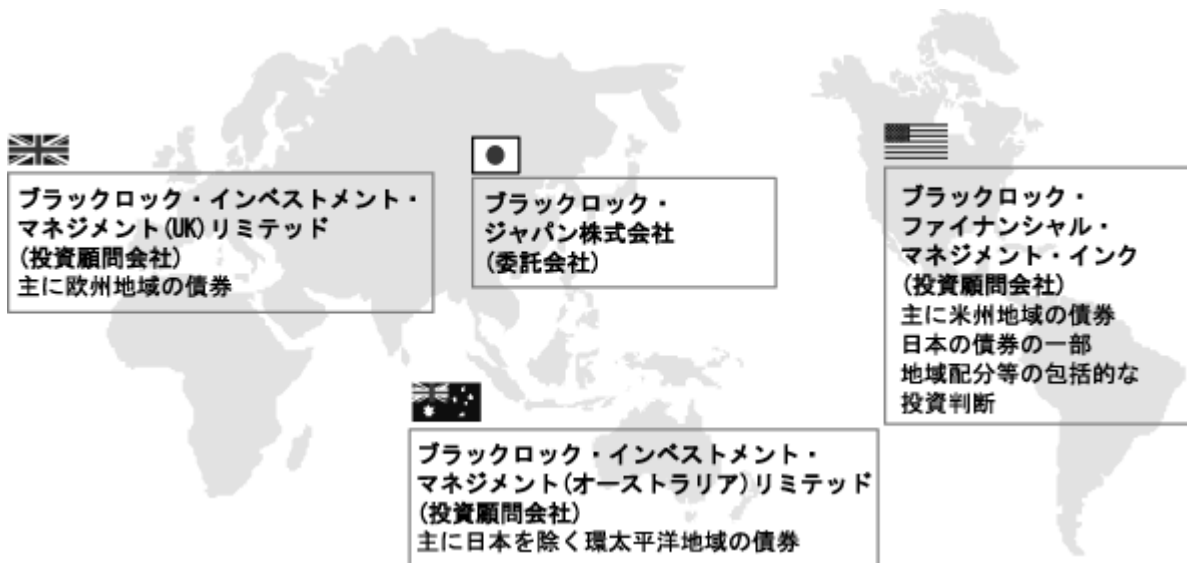 ブラックロック・インベストメント・
マネジメント(UK)リミテッド
(投資顧問会社)
主に欧州地域の債券
ブラックロック・
ジャパン株式会社
(委託会社)
ブラックロック・
ファイナンシャル・
マネジメント・インク
(投資顧問会社)
主に米州地域の債券
日本の債券の一部
地域配分等の包括的な
投資判断
ブラックロック・インベストメント・
マネジメント(オーストラリア)リミテッド
(投資顧問会社)
主に日本を除く環太平洋地域の債券